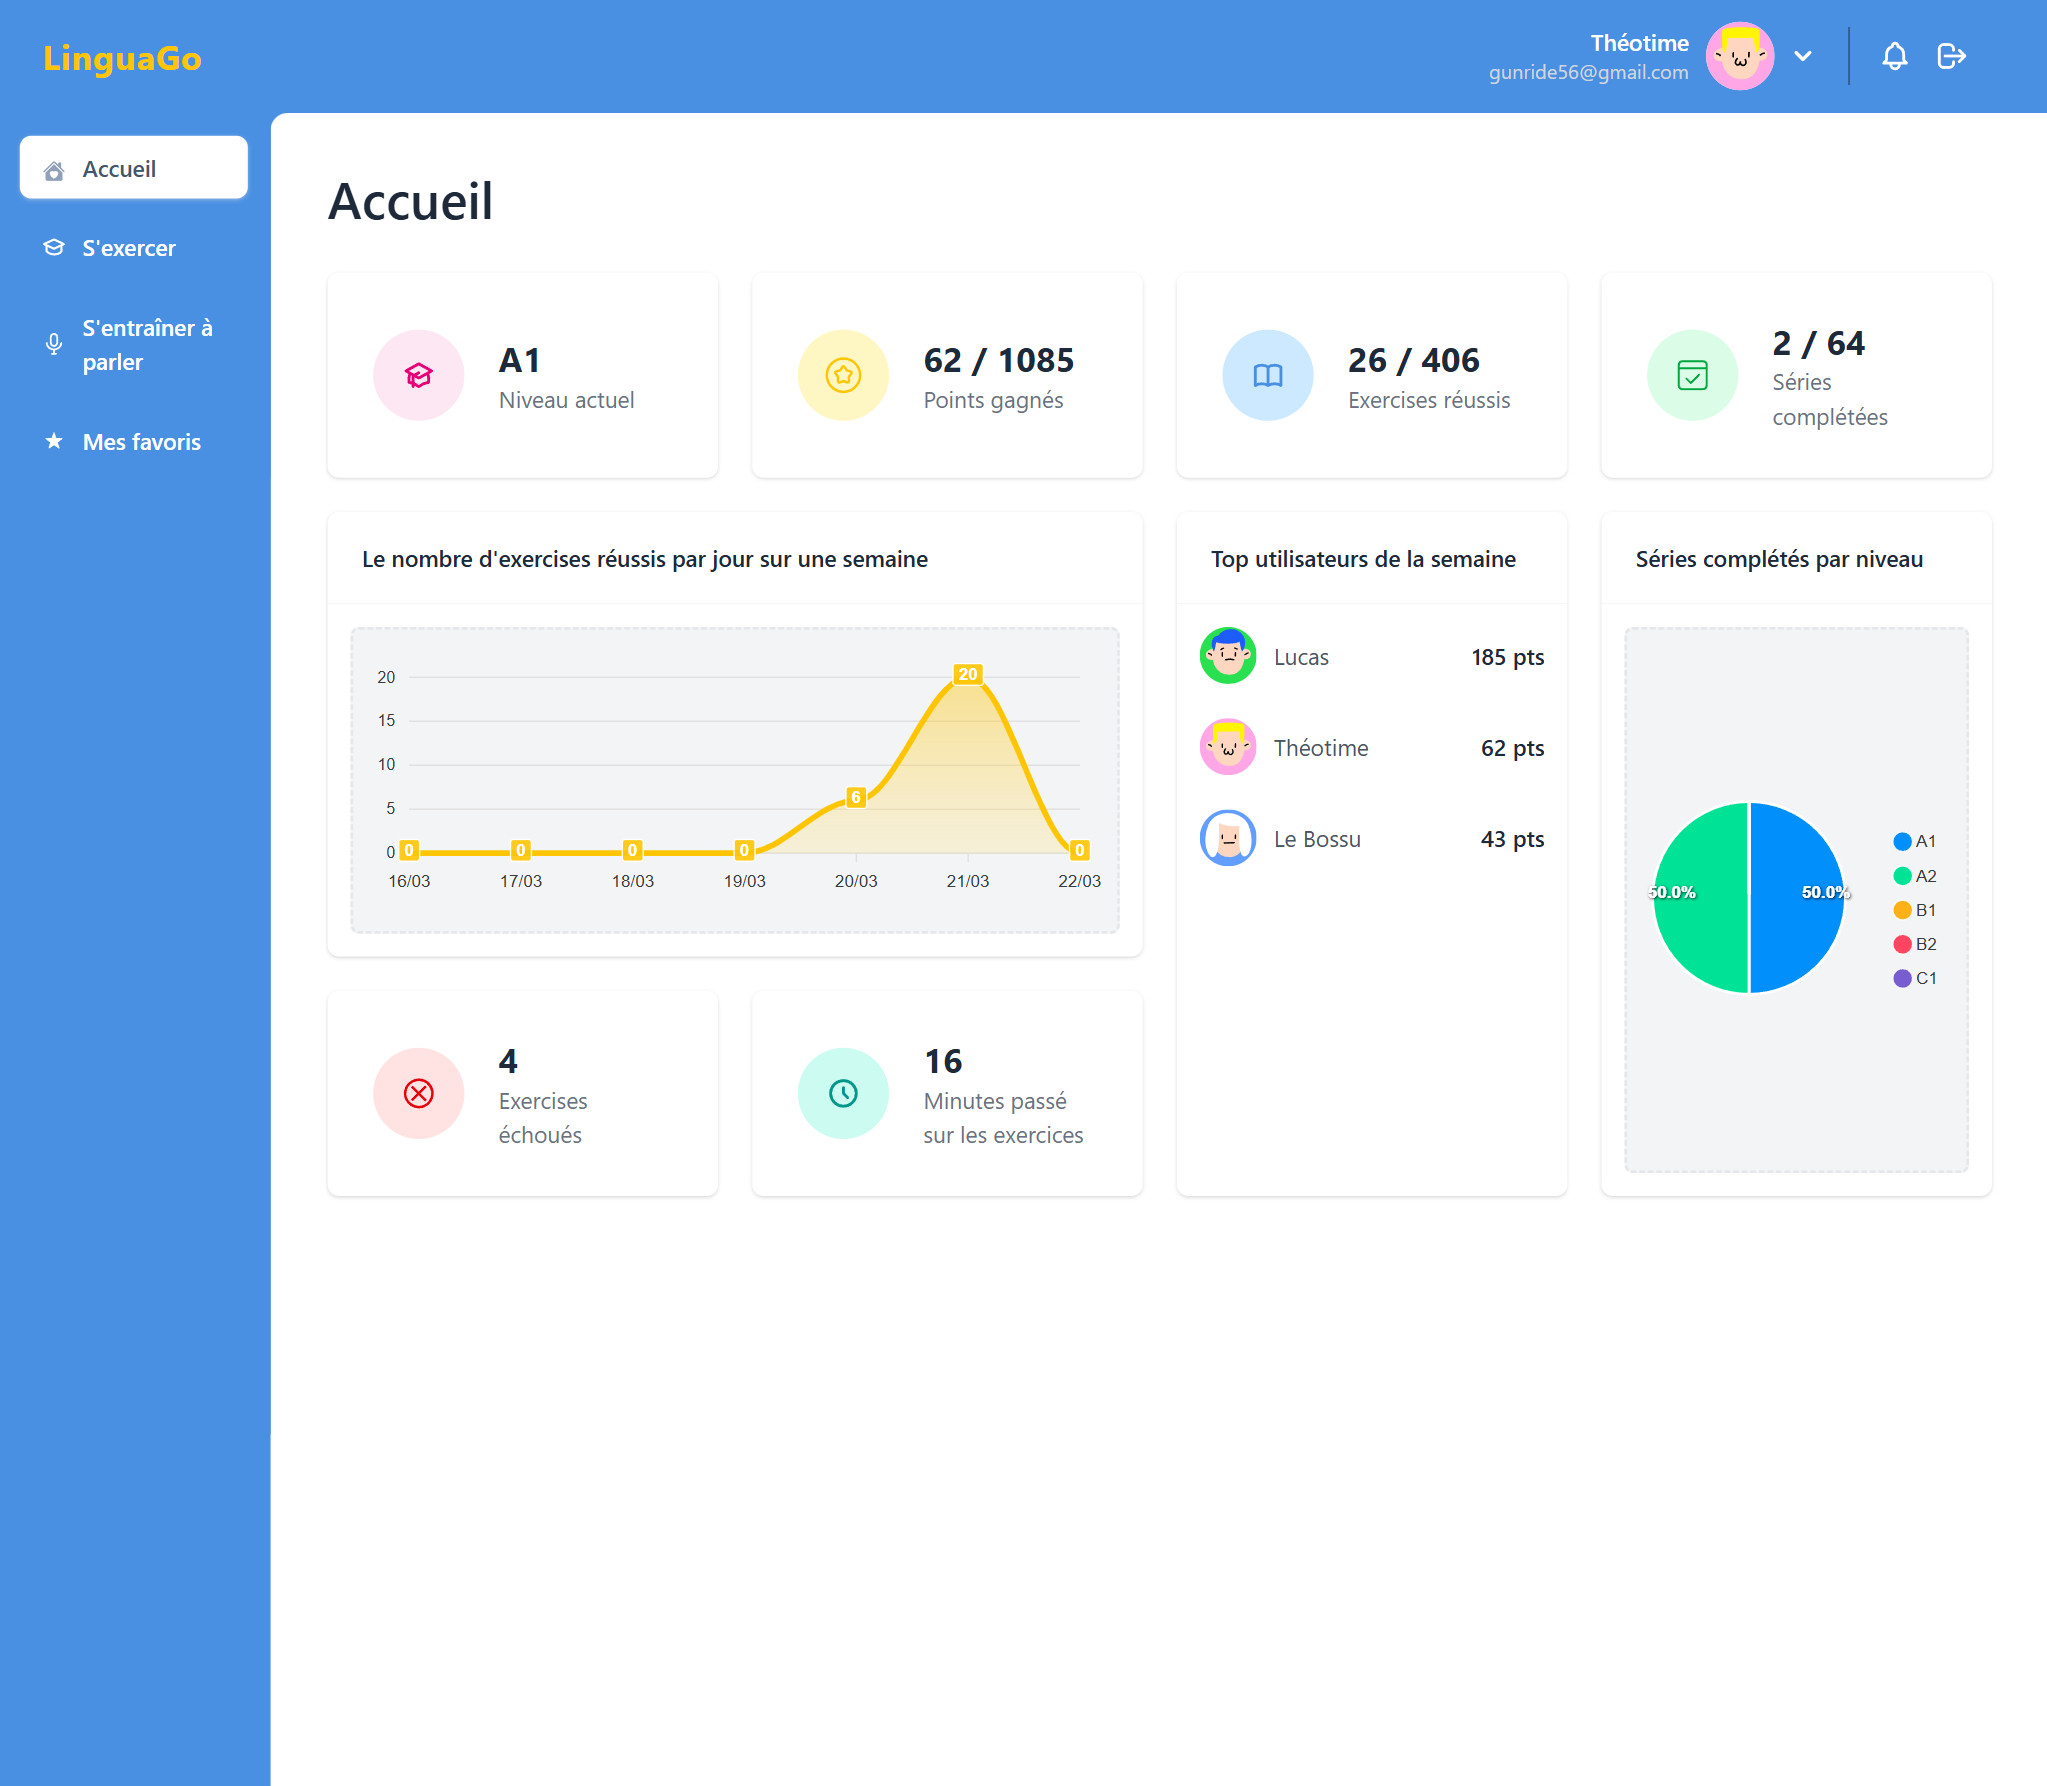 LinguaGo
Théotime
gunride56@gmail.com
Accueil
S'exercer
S'entraîner à
parler
Mes favoris
Accueil
A1
Niveau actuel
62 / 1085
Points gagnés
26 / 406
Exercises réussis
2 / 64
Séries
complétées
Le nombre d'exercises réussis par jour sur une semaine
20
15
10
5
0
0
0
0
0
6
20
0
16/03
17/03
18/03
19/03
20/03
21/03
22/03
Top utilisateurs de la semaine
Lucas 185 pts
Théotime 62 pts
Le Bossu 43 pts
Séries complétés par niveau
50.0%
50.0%
A1
A2
B1
B2
C1
4
Exercises
échoués
16
Minutes passé
sur les exercices